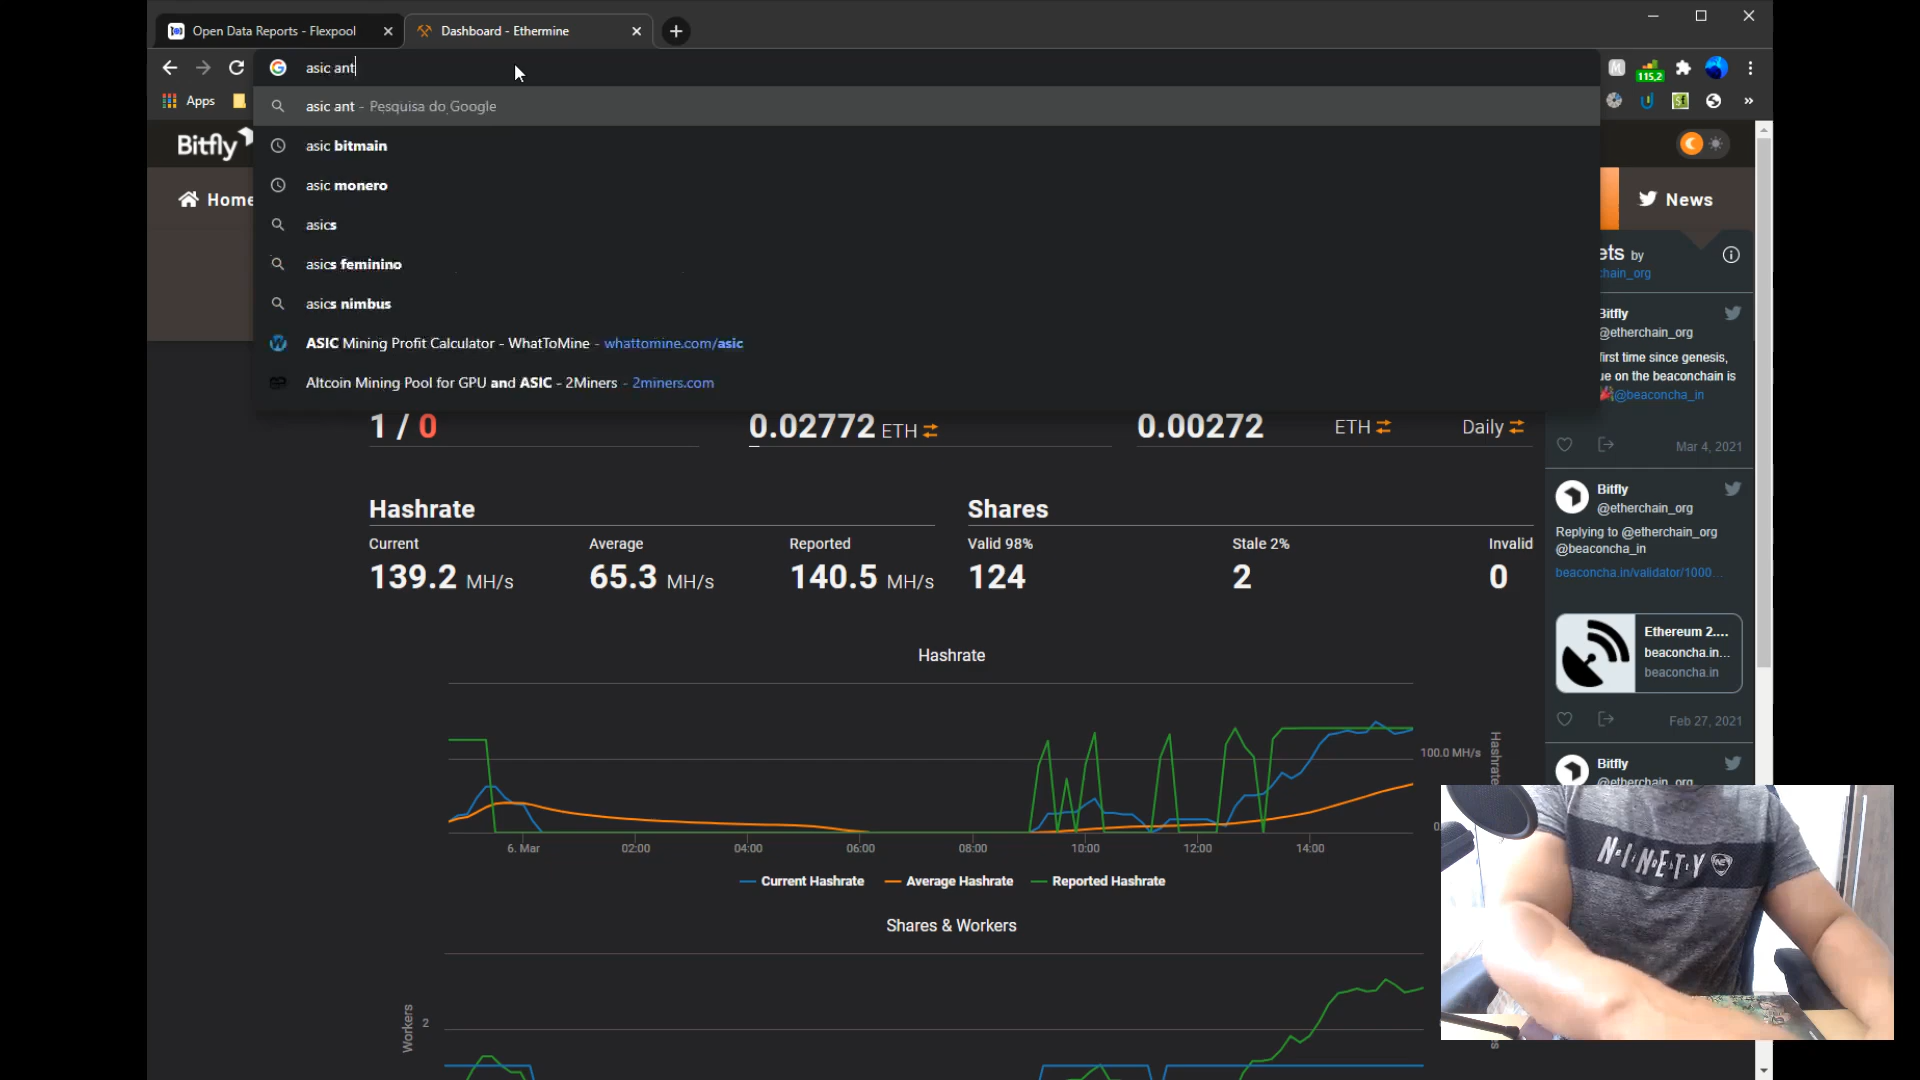 Open Data Reports - Flexpool
Dashboard - Ethermine
asic ant
115,2
Apps
asic ant - Pesquisa do Google
asic bitmain
asic monero
asics
asics feminino
asics nimbus
ASIC Mining Profit Calculator - WhatToMine - whattomine.com/asic
Altcoin Mining Pool for GPU and ASIC - 2Miners - 2miners.com
Bitfly
Home
News
ets by
chain_org
Bitfly
@etherchain_org
first time since genesis,
ue on the beaconchain is
@beaconcha_in
Mar 4, 2021
1 / 0
0.02772 ETH
0.00272 ETH Daily
Bitfly
@etherchain_org
Replying to @etherchain_org
@beaconcha_in
beaconcha.in/validator/1000...
Ethereum 2....
beaconcha.in...
beaconcha.in
Feb 27, 2021
Bitfly
@etherchain_org
Hashrate
Current Average Reported
139.2 MH/s 65.3 MH/s 140.5 MH/s
Shares
Valid 98% Stale 2% Invalid
124 2 0
Hashrate
100.0 MH/s
Hashrate
6. Mar 02:00 04:00 06:00 08:00 10:00 12:00 14:00
Current Hashrate Average Hashrate Reported Hashrate
Shares & Workers
Workers
2
NINETY